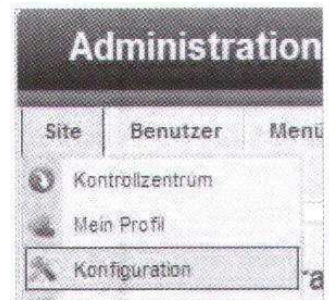 Administration
Site Benutzer Menü
Kontrollzentrum
Mein Profil
Konfiguration